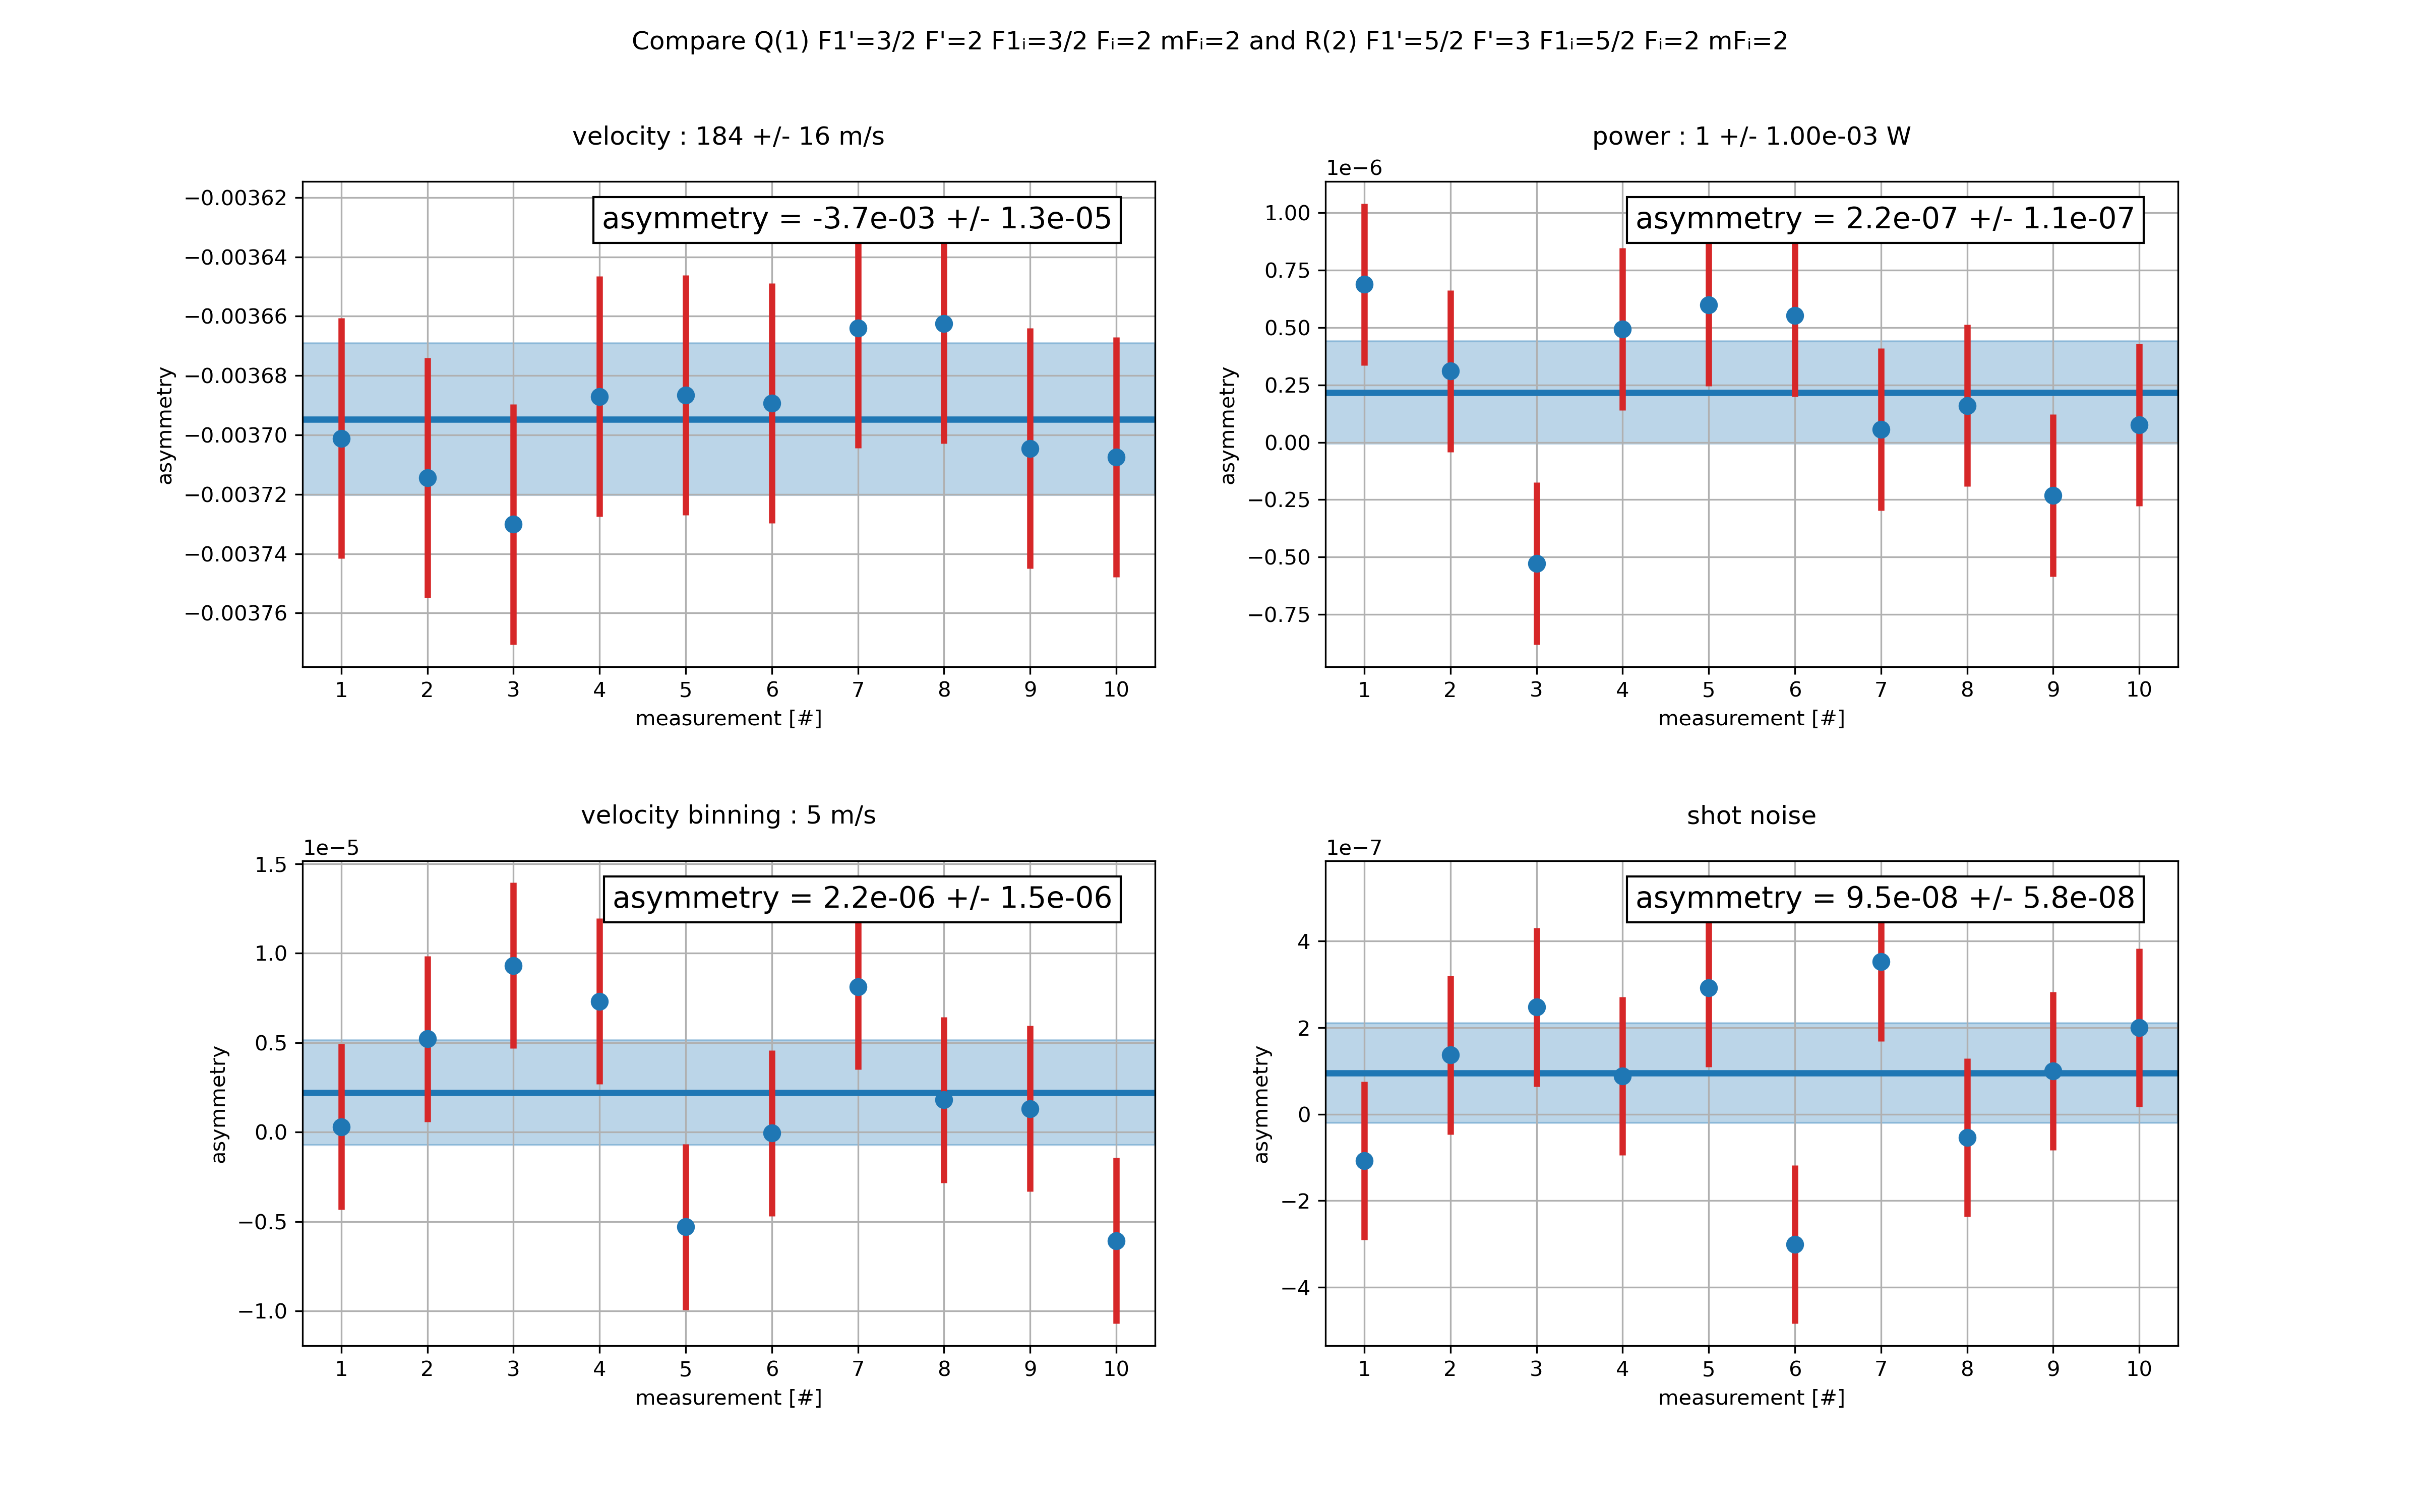 Compare Q(1) F1'=3/2 F'=2 F1ᵢ=3/2 Fᵢ=2 mFᵢ=2 and R(2) F1'=5/2 F'=3 F1ᵢ=5/2 Fᵢ=2 mFᵢ=2
velocity : 184 +/- 16 m/s
asymmetry = -3.7e-03 +/- 1.3e-05
−0.00362
−0.00364
−0.00366
−0.00368
−0.00370
−0.00372
−0.00374
−0.00376
asymmetry
1 2 3 4 5 6 7 8 9 10
measurement [#]
power : 1 +/- 1.00e-03 W
1e−6
asymmetry = 2.2e-07 +/- 1.1e-07
1.00
0.75
0.50
0.25
0.00
−0.25
−0.50
−0.75
asymmetry
1 2 3 4 5 6 7 8 9 10
measurement [#]
velocity binning : 5 m/s
1e−5
asymmetry = 2.2e-06 +/- 1.5e-06
1.5
1.0
0.5
0.0
−0.5
−1.0
asymmetry
1 2 3 4 5 6 7 8 9 10
measurement [#]
shot noise
1e−7
asymmetry = 9.5e-08 +/- 5.8e-08
4
2
0
−2
−4
asymmetry
1 2 3 4 5 6 7 8 9 10
measurement [#]